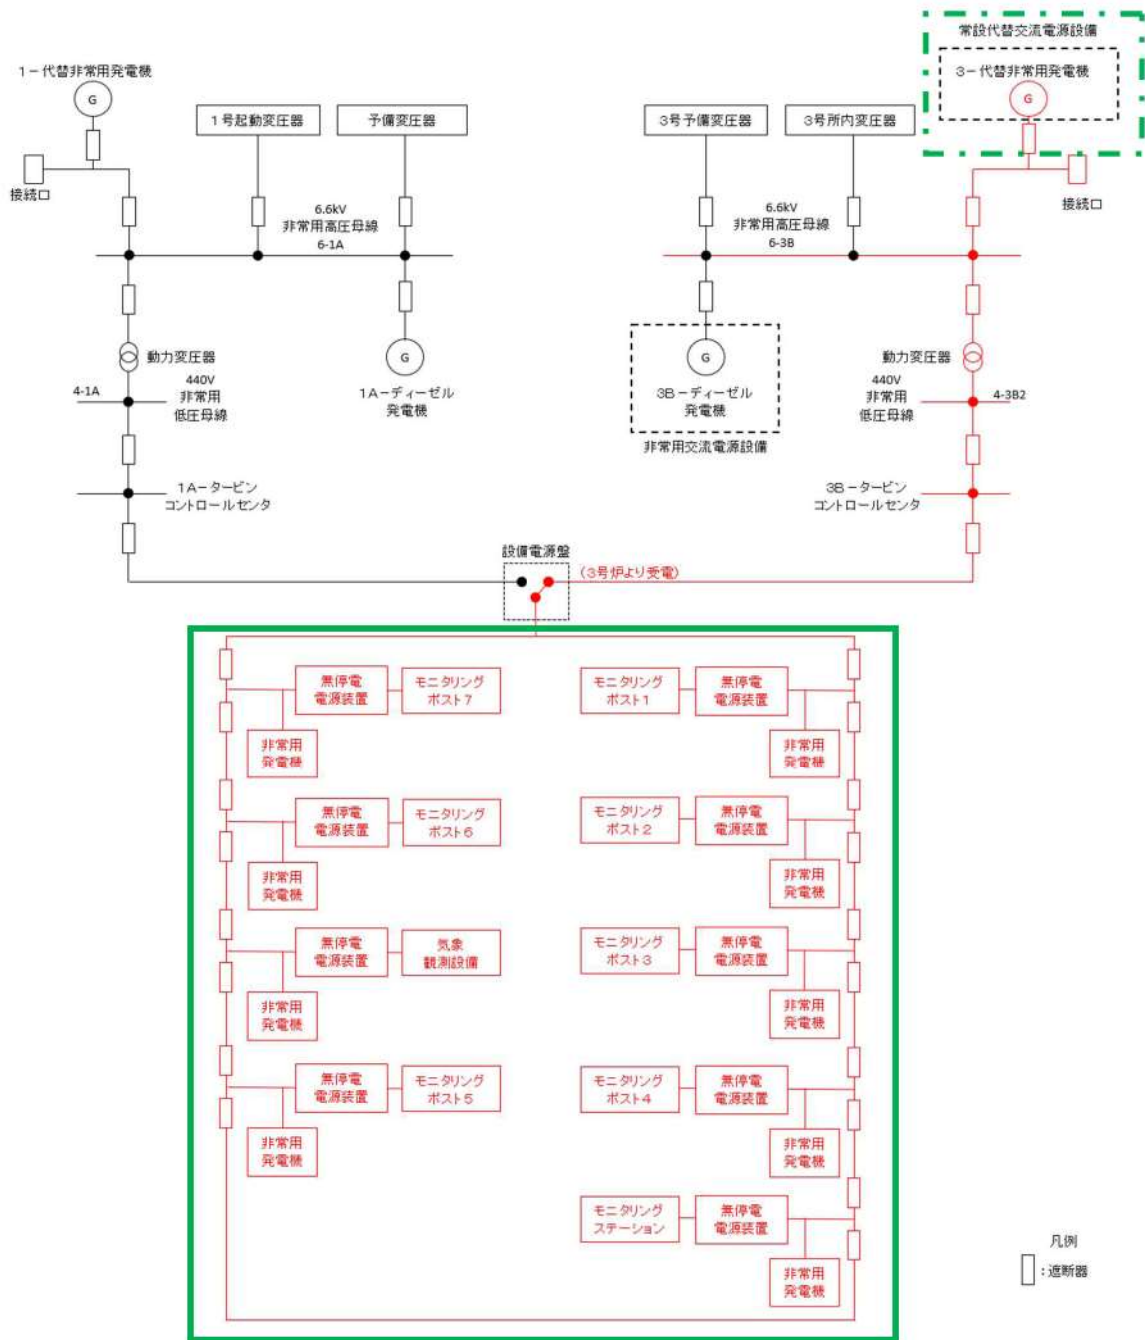 常設代替交流電源設備
1-代替非常用発電機
G
3-代替非常用発電機
G
1号起動変圧器
予備変圧器
3号予備変圧器
3号所内変圧器
接続口
接続口
6.6kV
非常用高圧母線
6-1A
6.6kV
非常用高圧母線
6-3B
動力変圧器
G
1A-ディーゼル
発電機
G
3B-ディーゼル
発電機
非常用交流電源設備
動力変圧器
4-1A
440V
非常用
低圧母線
440V
非常用
低圧母線
4-3B2
1A-タービン
コントロールセンタ
3B-タービン
コントロールセンタ
設備電源盤
(3号炉より受電)
無停電
電源装置
モニタリング
ポスト7
モニタリング
ポスト1
無停電
電源装置
非常用
発電機
非常用
発電機
無停電
電源装置
モニタリング
ポスト6
モニタリング
ポスト2
無停電
電源装置
非常用
発電機
非常用
発電機
無停電
電源装置
気象
観測設備
モニタリング
ポスト3
無停電
電源装置
非常用
発電機
非常用
発電機
無停電
電源装置
モニタリング
ポスト5
モニタリング
ポスト4
無停電
電源装置
非常用
発電機
非常用
発電機
モニタリング
ステーション
無停電
電源装置
非常用
発電機
凡例
:遮断器